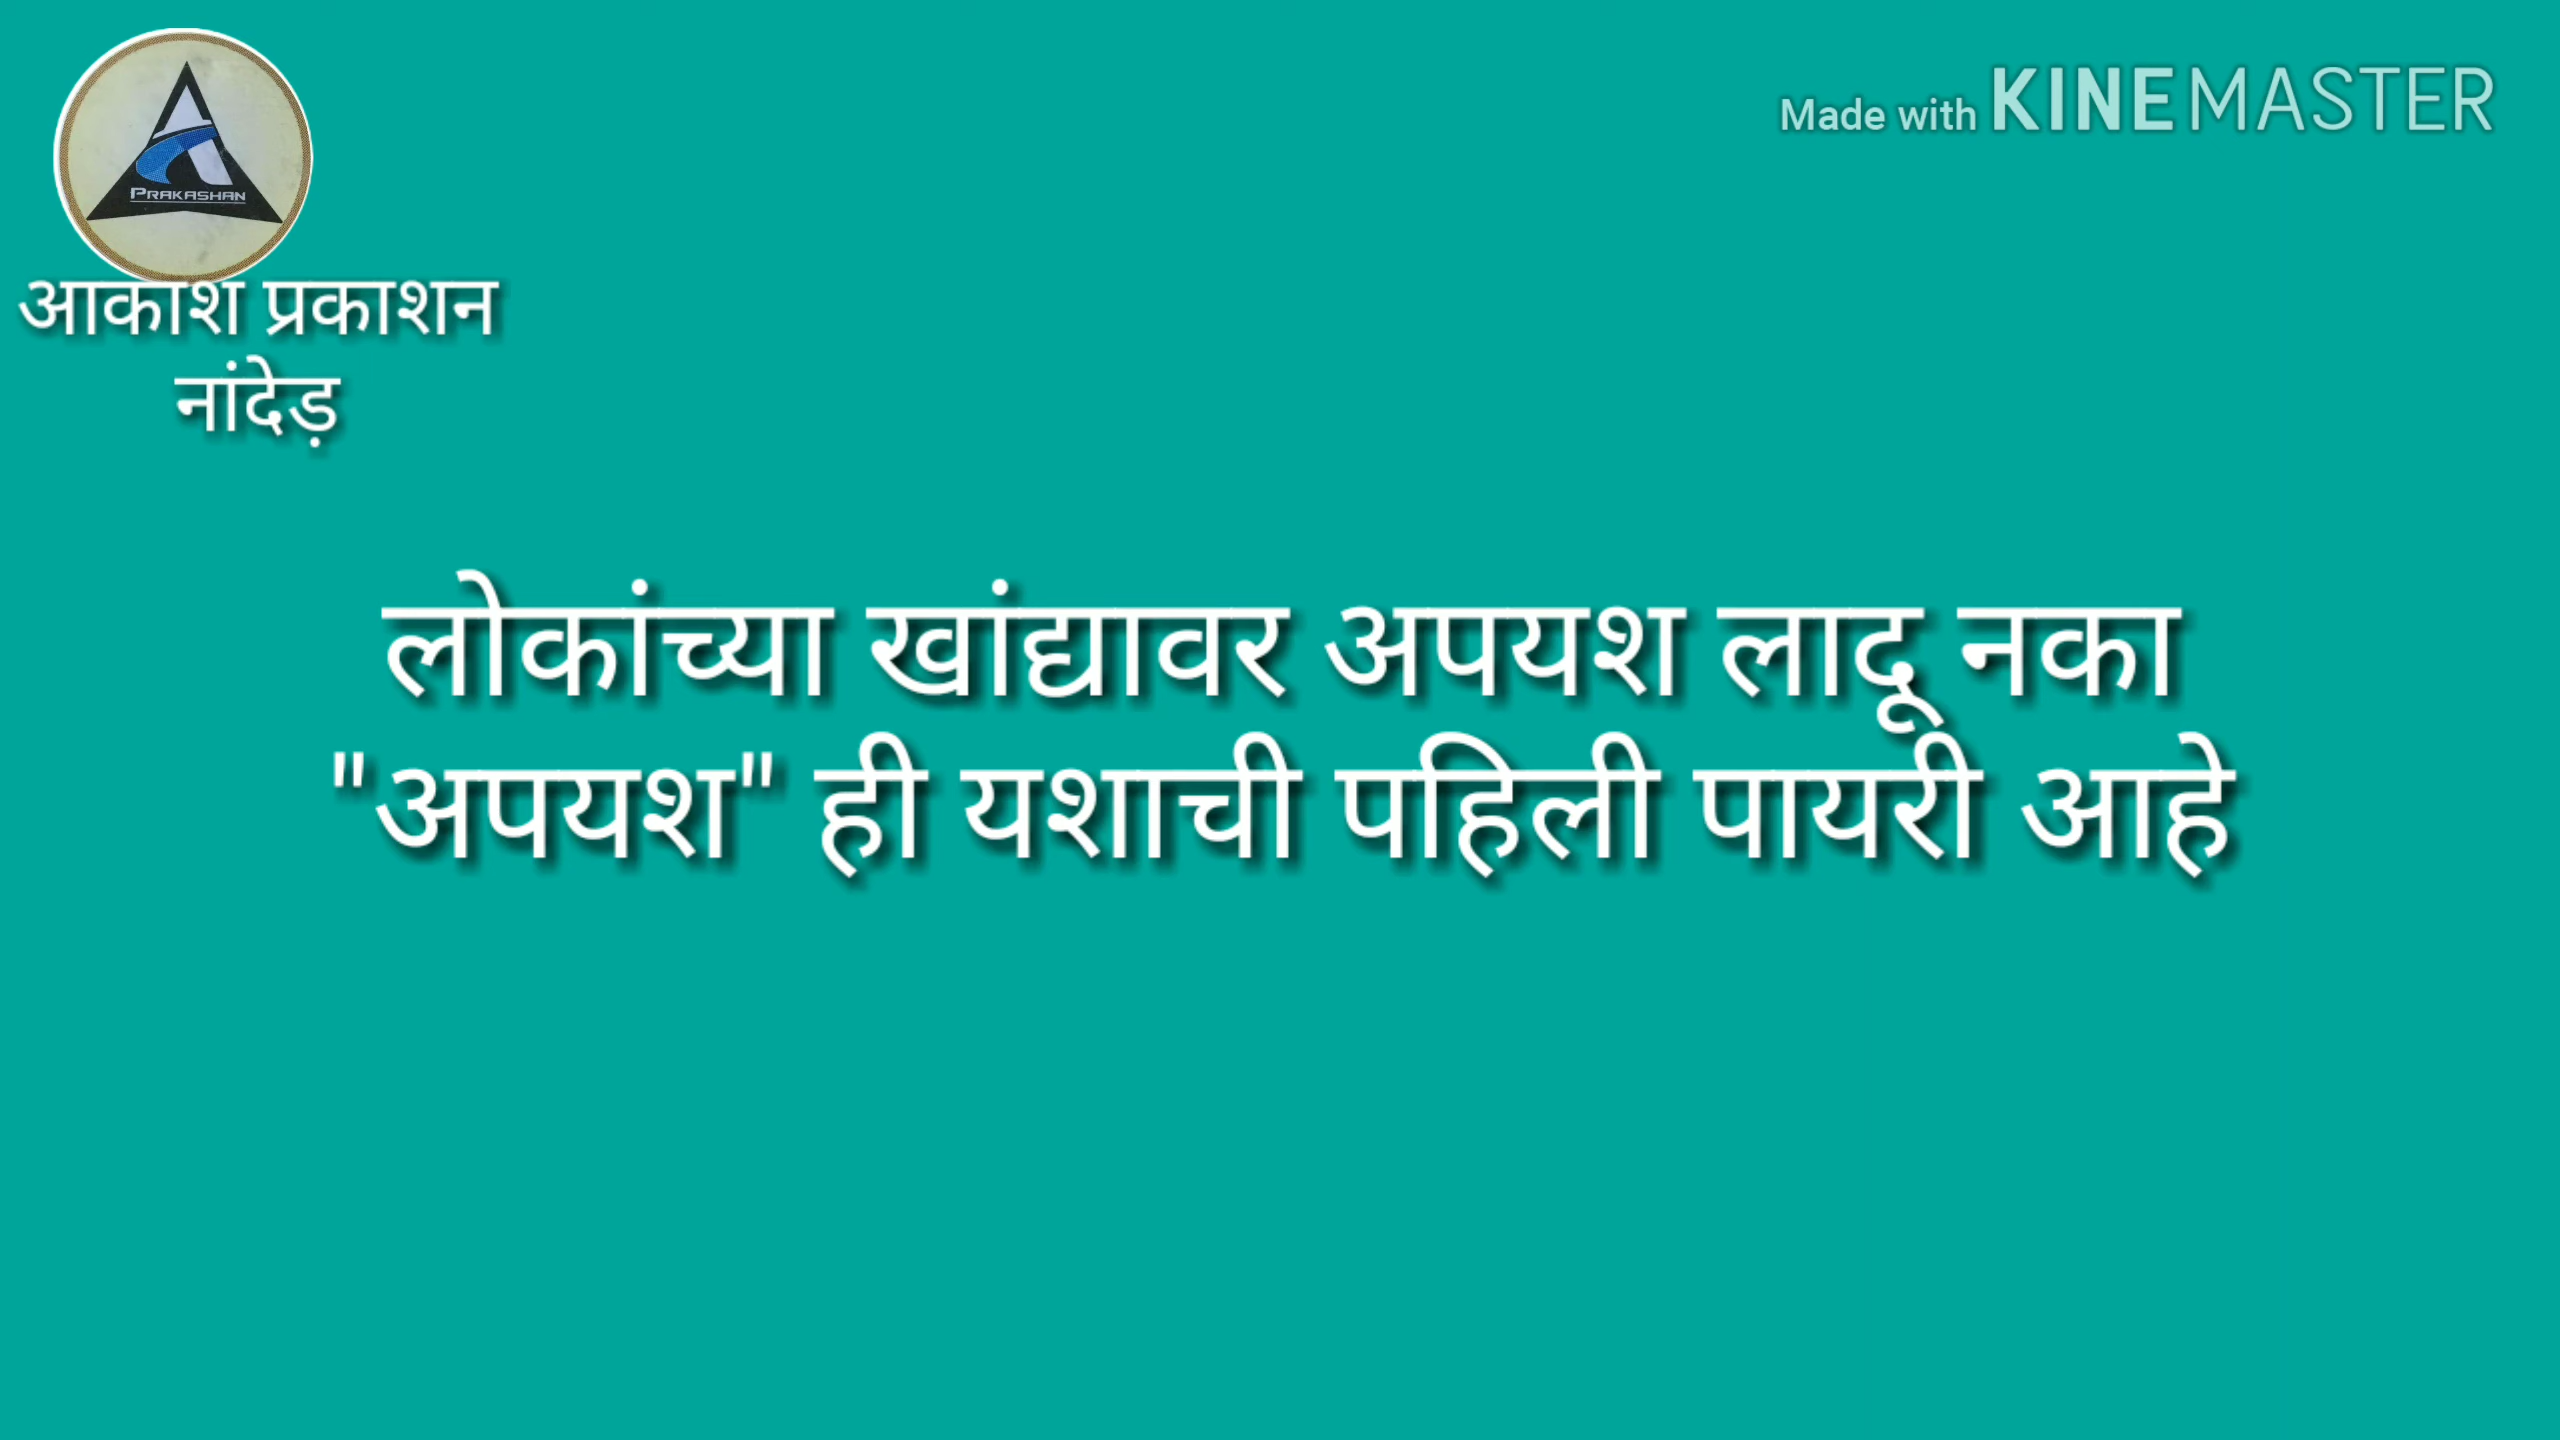 PRAKASHAN
Made with KINEMASTER
आकाश प्रकाशन
नांदेड़
लोकांच्या खांद्यावर अपयश लादू नका
"अपयश" ही यशाची पहिली पायरी आहे